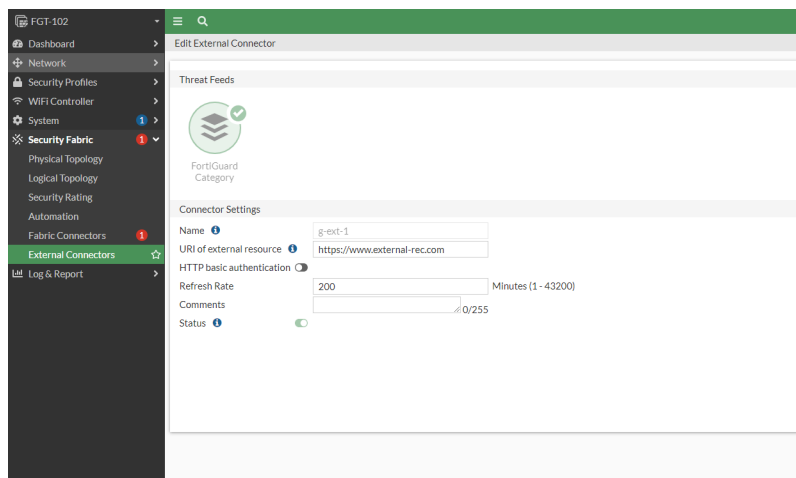 FGT-102
Dashboard
Network
Security Profiles
WiFi Controller
System 1
Security Fabric 1
Physical Topology
Logical Topology
Security Rating
Automation
Fabric Connectors 1
External Connectors
Log & Report
Edit External Connector
Threat Feeds
FortiGuard
Category
Connector Settings
Name g-ext-1
URI of external resource https://www.external-rec.com
HTTP basic authentication
Refresh Rate 200 Minutes (1 - 43200)
Comments 0/255
Status